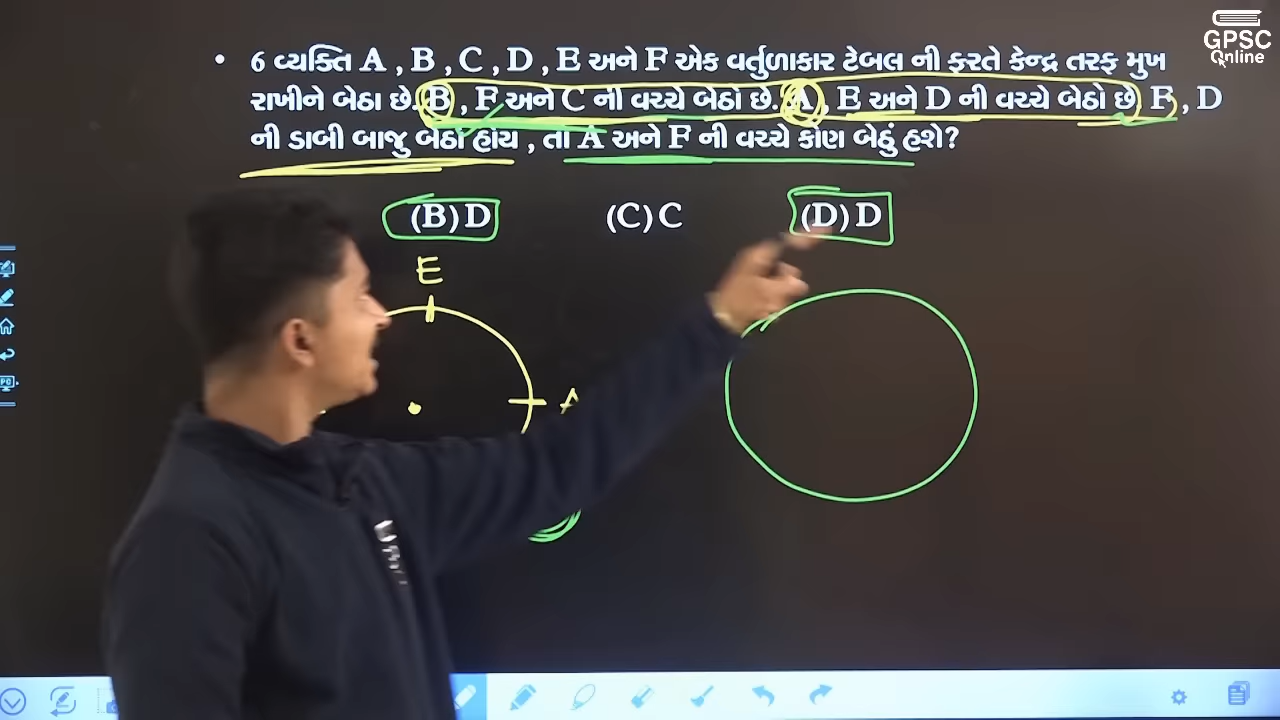 GPSC
Online
• 6 વ્યક્તિ A , B , C , D , E અને F એક વર્તુળાકાર ટેબલ ની ફરતે કેન્દ્ર તરફ મુખ
રાખીને બેઠા છે. B , F અને C ની વચ્ચે બેઠો છે. A , E અને D ની વચ્ચે બેઠો છે, F , D
ની ડાબી બાજુ બેઠો હોય , તો A અને F ની વચ્ચે કોણ બેઠું હશે?
(B) D (C) C (D) D
E
A